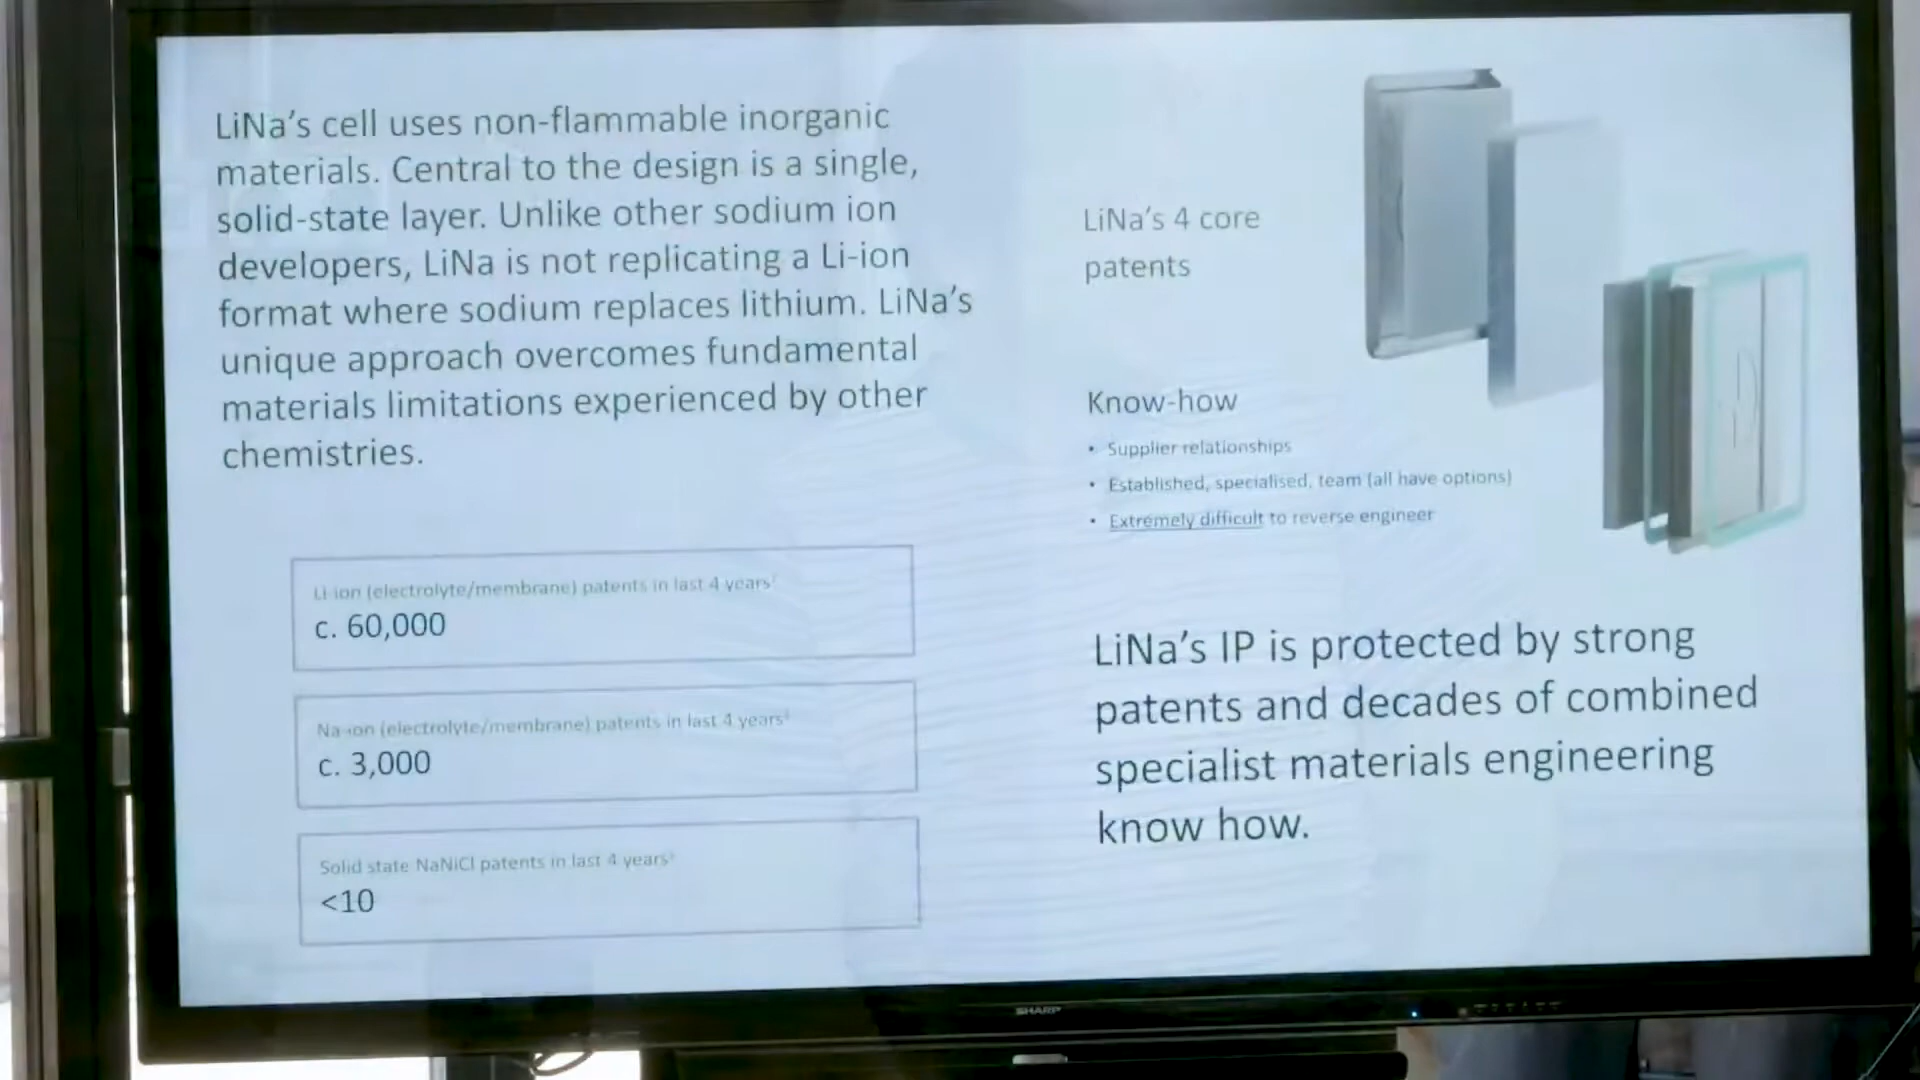 LiNa's cell uses non-flammable inorganic
materials. Central to the design is a single,
solid-state layer. Unlike other sodium ion
developers, LiNa is not replicating a Li-ion
format where sodium replaces lithium. LiNa's
unique approach overcomes fundamental
materials limitations experienced by other
chemistries.
Li-ion (electrolyte/membrane) patents in last 4 years
c. 60,000
Na-ion (electrolyte/membrane) patents in last 4 years
c. 3,000
Solid state NaNiCl patents in last 4 years
<10
LiNa's 4 core
patents
Know-how
• Supplier relationships
• Established, specialised, team (all have options)
• Extremely difficult to reverse engineer
LiNa's IP is protected by strong
patents and decades of combined
specialist materials engineering
know how.
SHARP